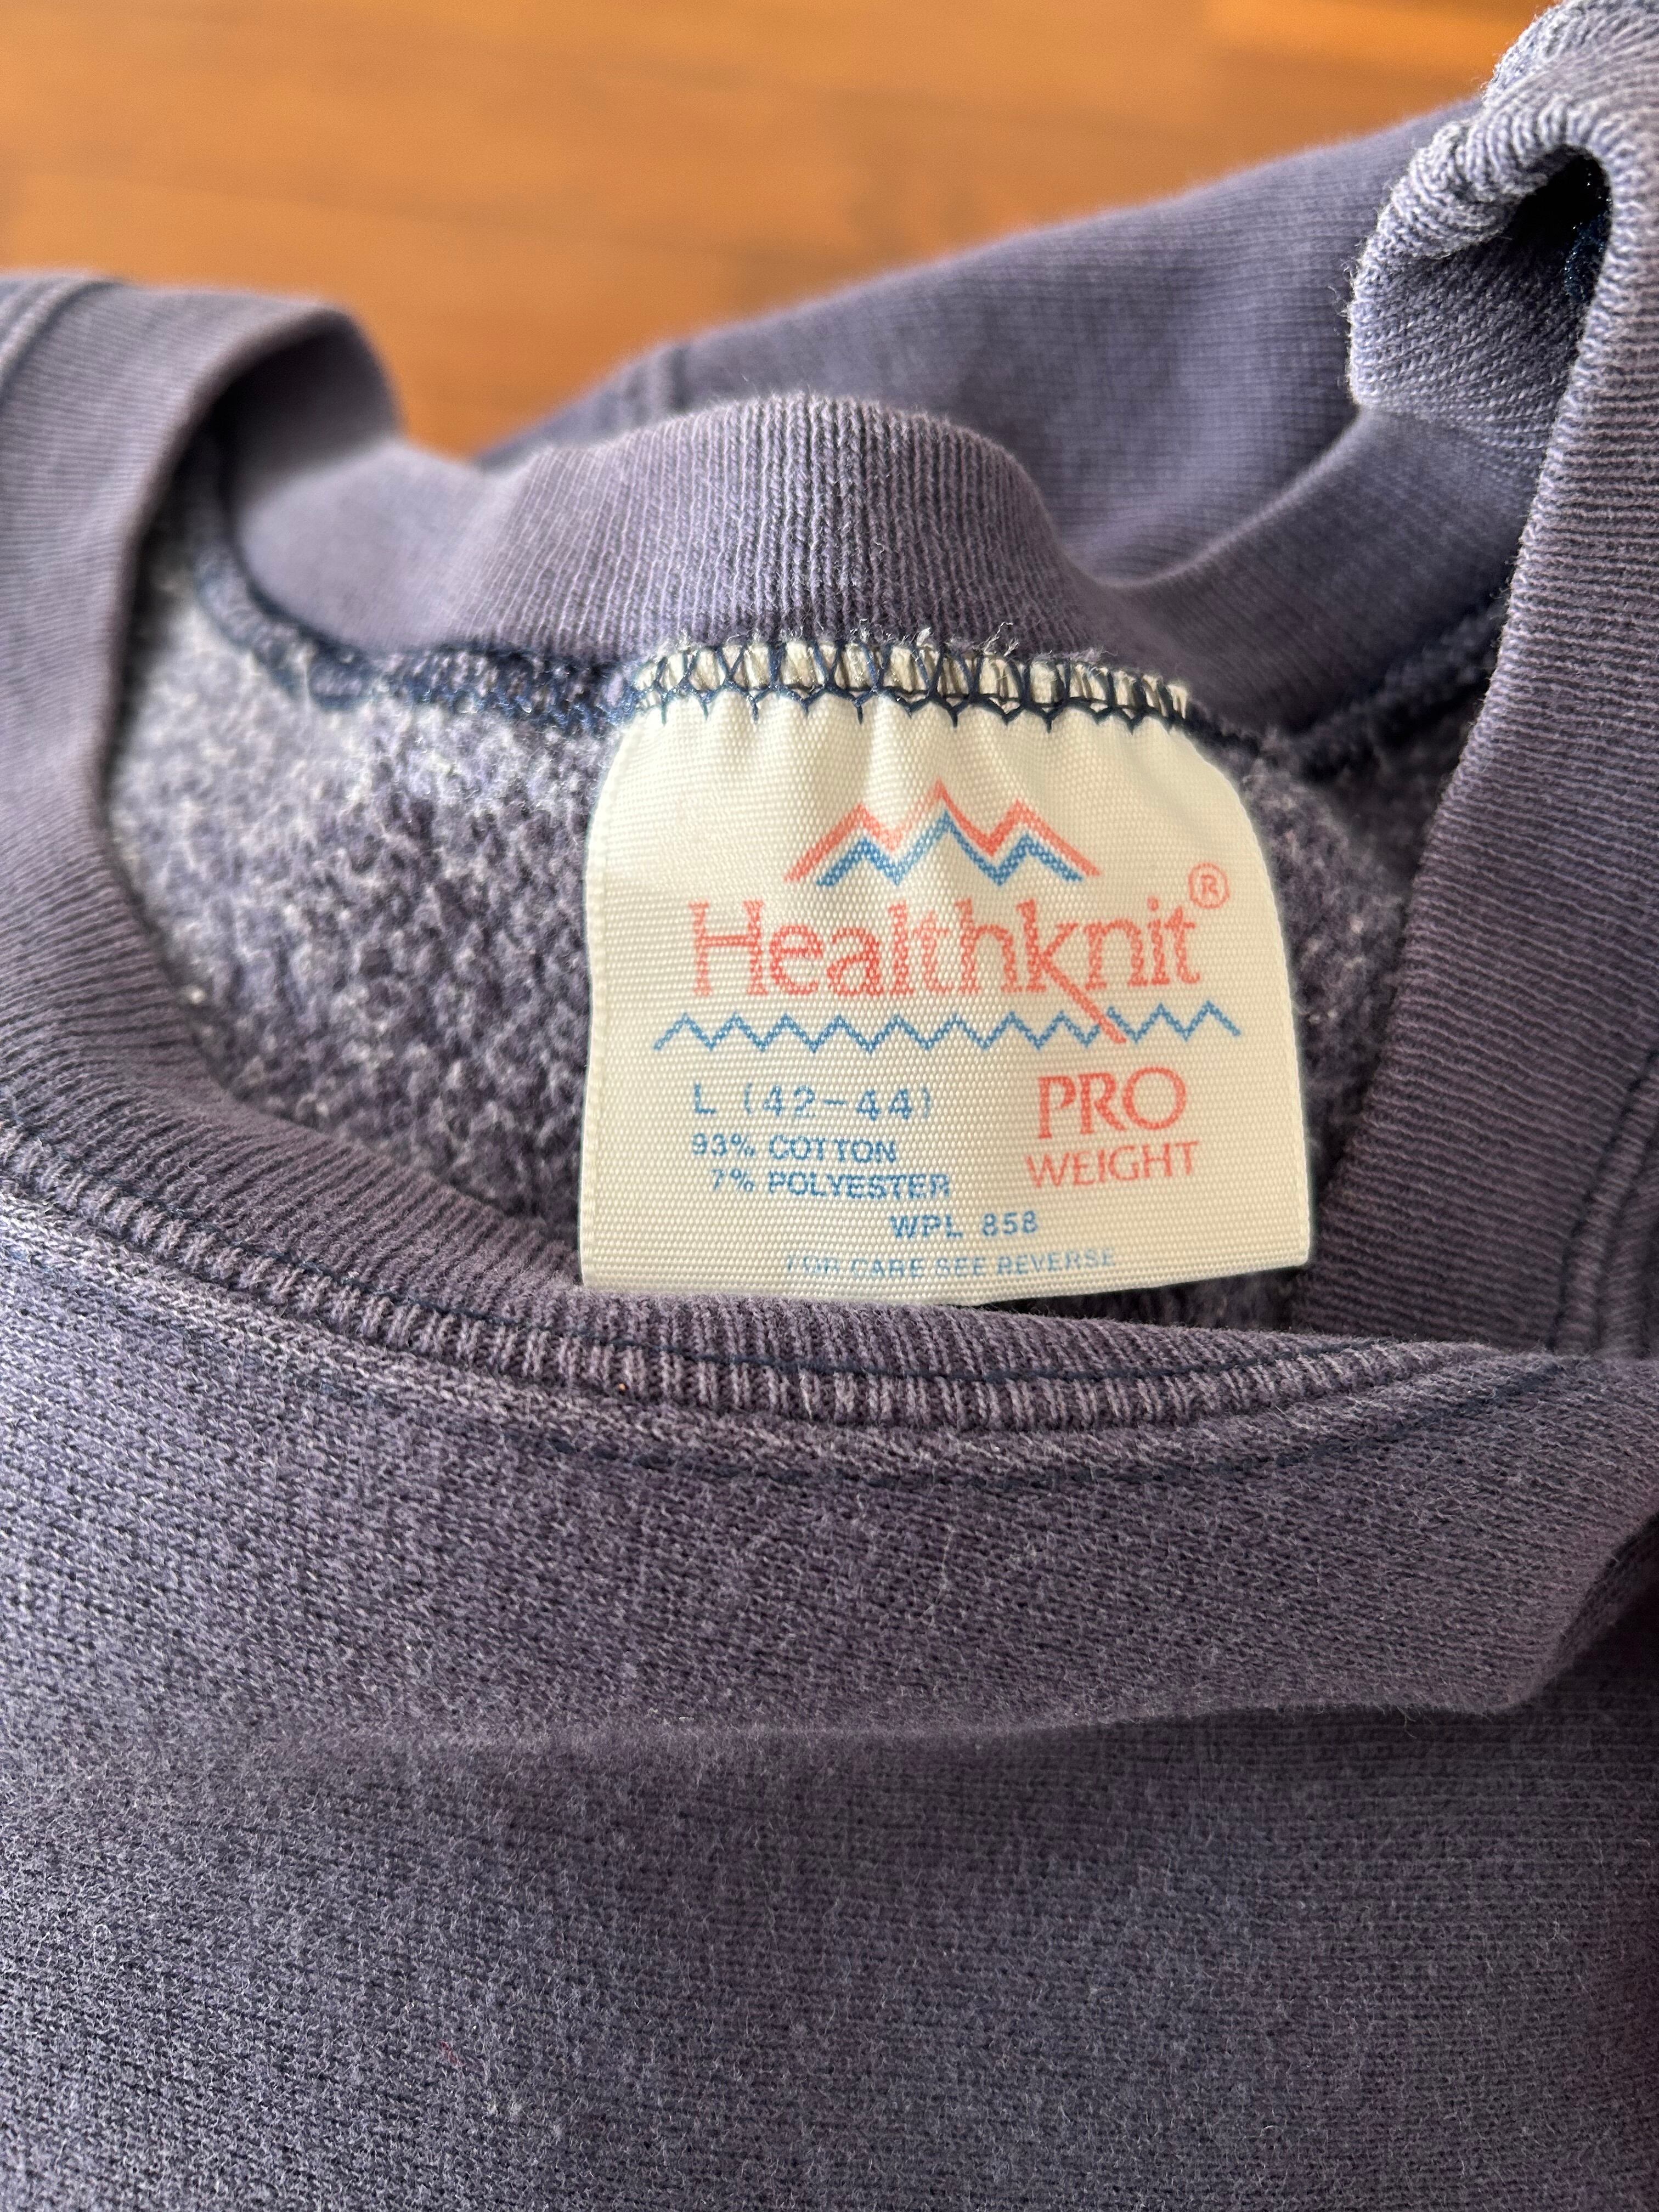 Healthknit®
L (42-44)
93% COTTON
7% POLYESTER
PRO
WEIGHT
WPL 858
FOR CARE SEE REVERSE